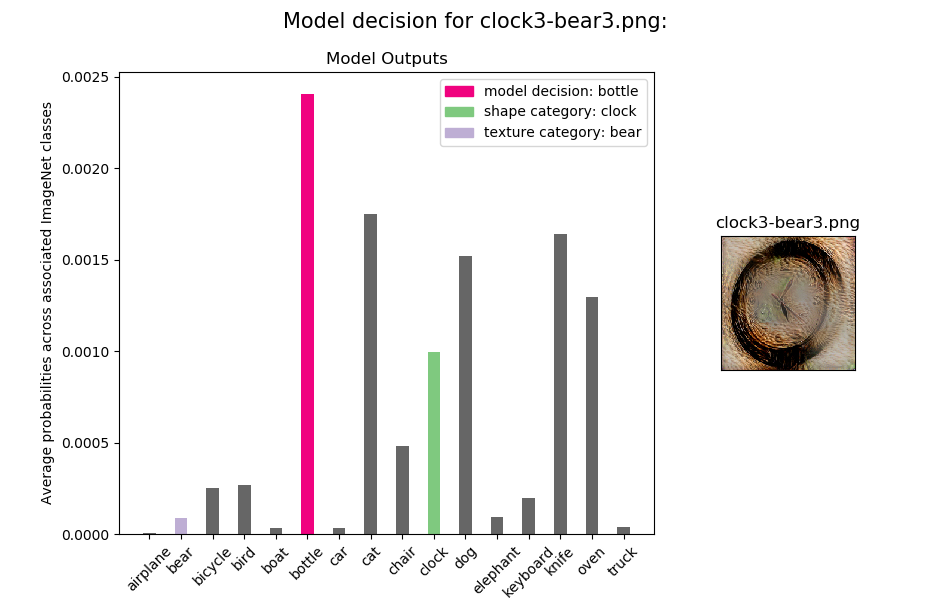 Model decision for clock3-bear3.png:
Model Outputs
Average probabilities across associated ImageNet classes
0.0025
0.0020
0.0015
0.0010
0.0005
0.0000
model decision: bottle
shape category: clock
texture category: bear
airplane
bear
bicycle
bird
boat
bottle
car
cat
chair
clock
dog
elephant
keyboard
knife
oven
truck
clock3-bear3.png